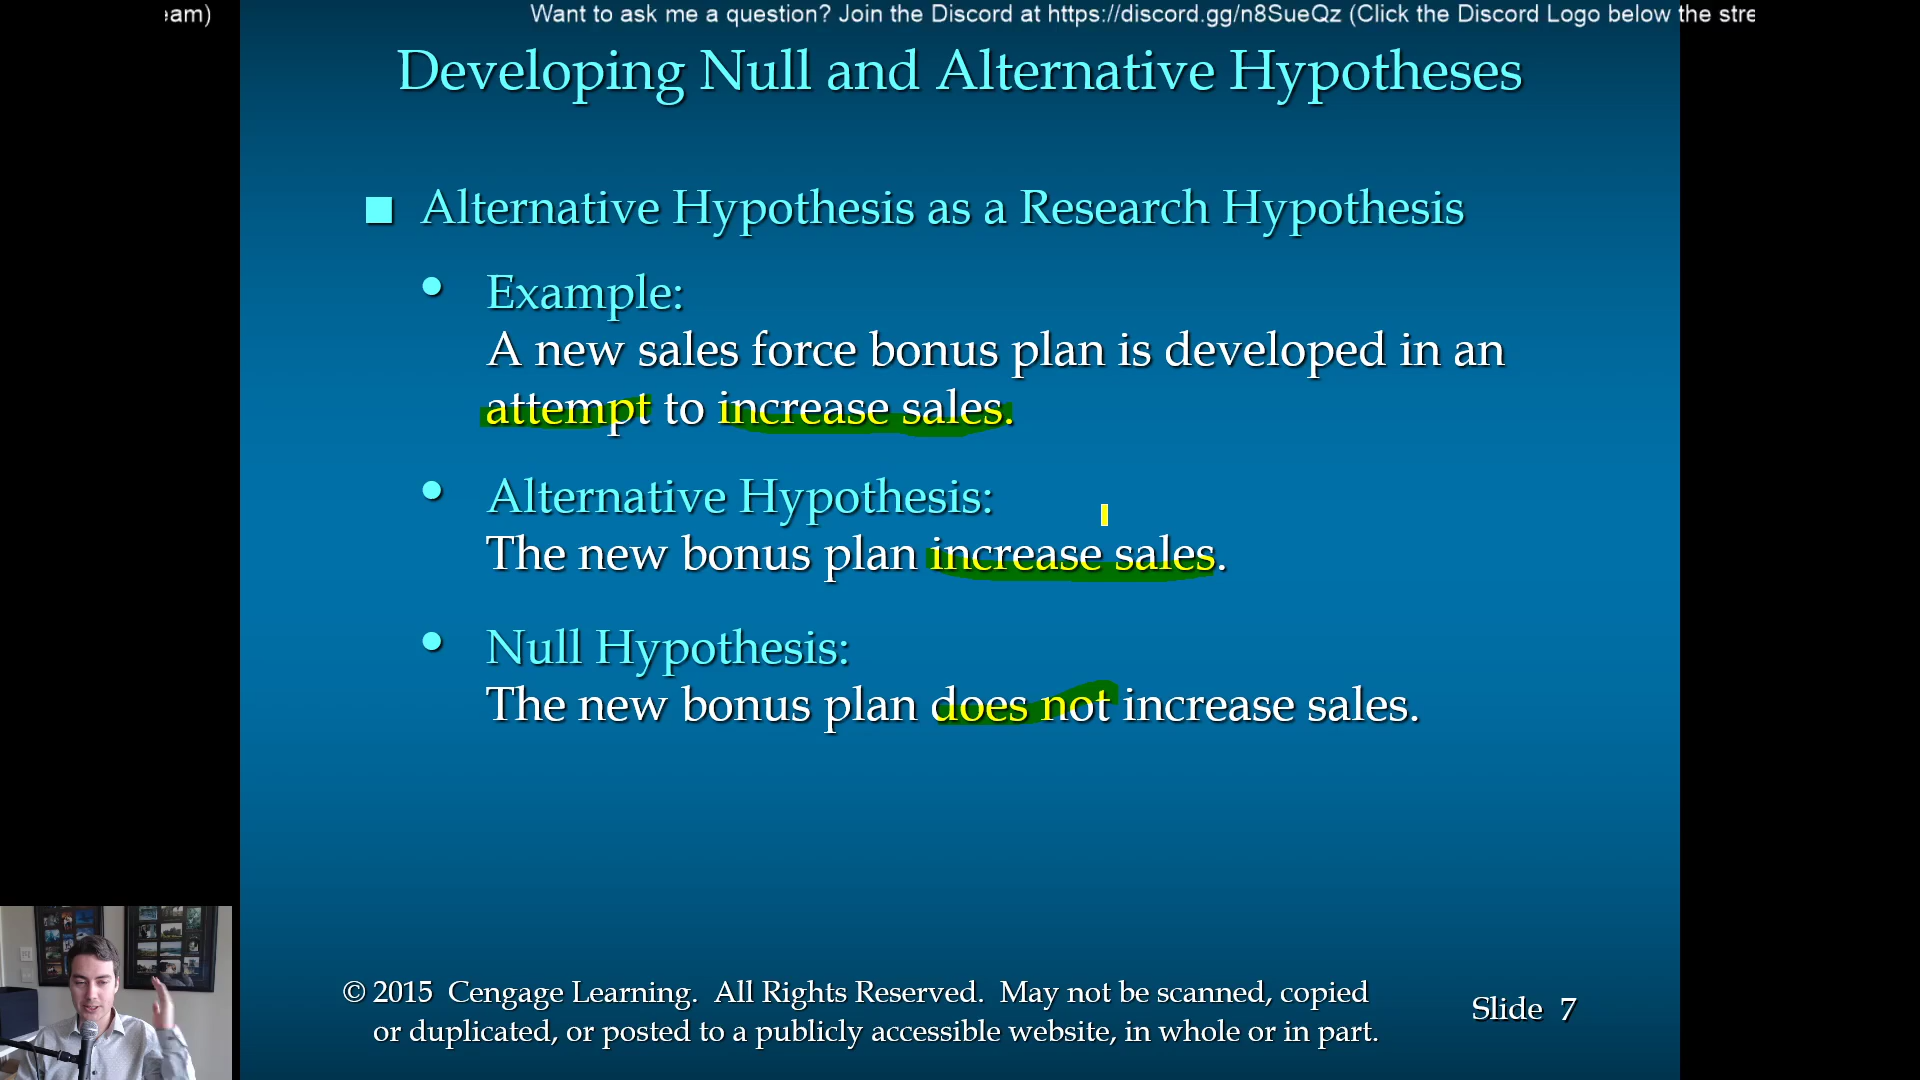 eam)
Want to ask me a question? Join the Discord at https://discord.gg/n8SueQz (Click the Discord Logo below the stre
Developing Null and Alternative Hypotheses
Alternative Hypothesis as a Research Hypothesis
• Example:
A new sales force bonus plan is developed in an
attempt to increase sales.
• Alternative Hypothesis:
The new bonus plan increase sales.
• Null Hypothesis:
The new bonus plan does not increase sales.
© 2015 Cengage Learning. All Rights Reserved. May not be scanned, copied
or duplicated, or posted to a publicly accessible website, in whole or in part.
Slide 7